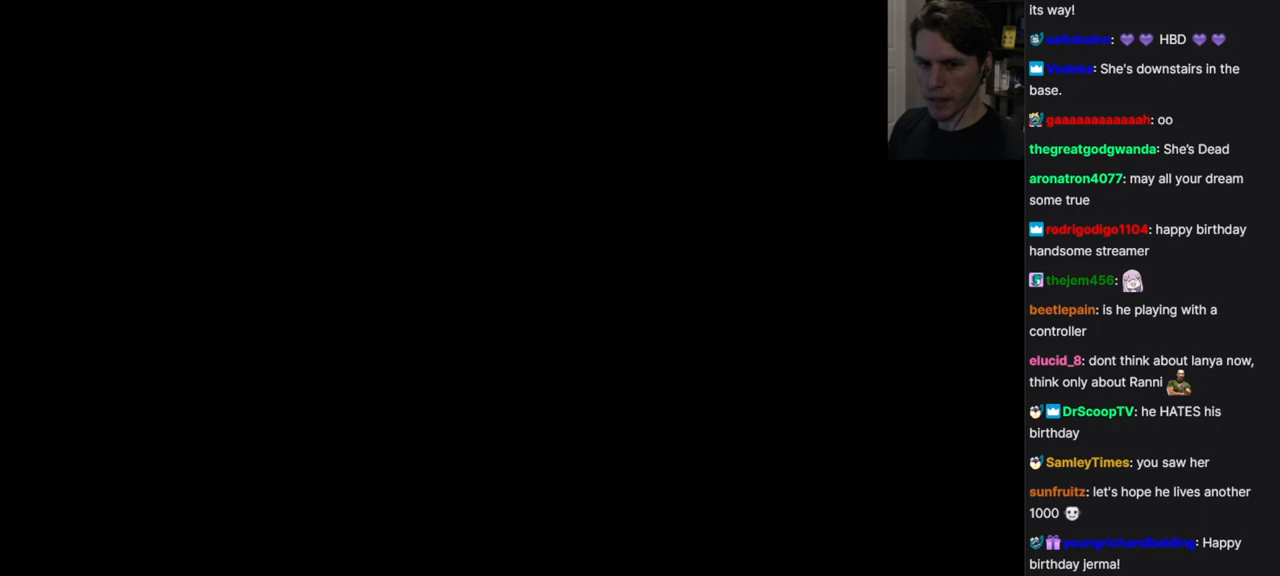 its way!
saltoksinn: HBD
Vodoka: She's downstairs in the
base.
gaaaaaaaaaaaah: oo
thegreatgodgwanda: She's Dead
aronatron4077: may all your dream
some true
rodrigodigo1104: happy birthday
handsome streamer
thejem456:
beetlepain: is he playing with a
controller
elucid_8: dont think about lanya now,
think only about Ranni
DrScoopTV: he HATES his
birthday
SamleyTimes: you saw her
sunfruitz: let's hope he lives another
1000
youngrichandbalding: Happy
birthday jerma!